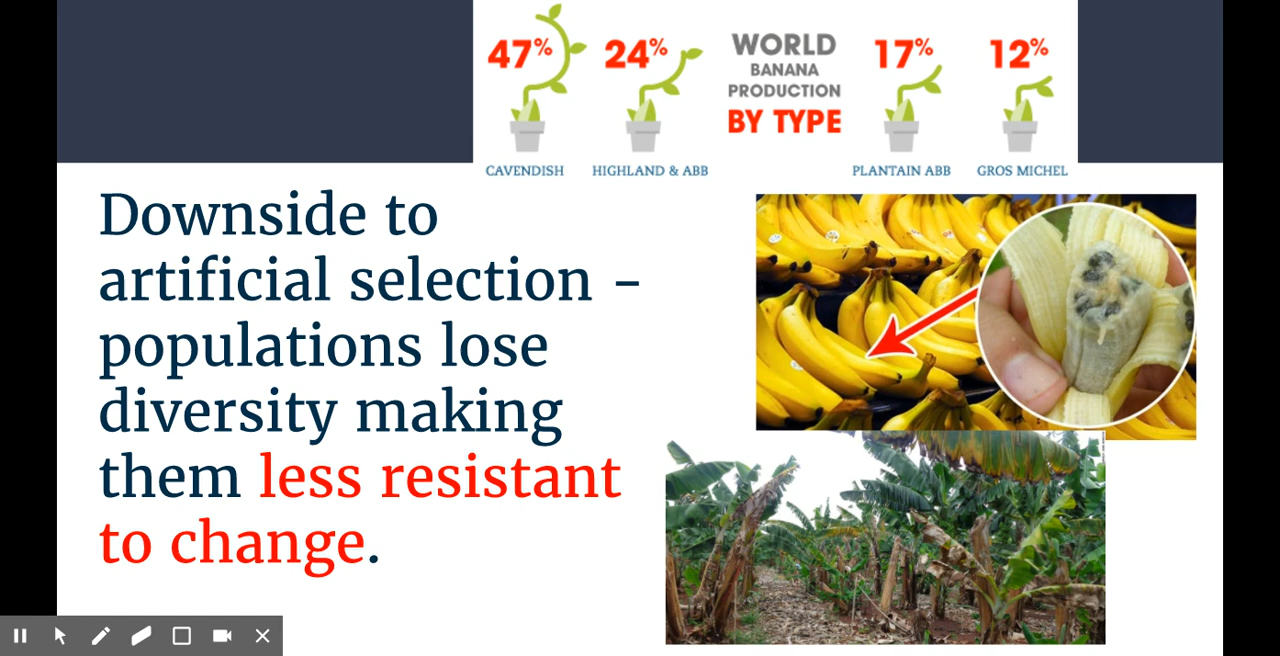 47% 24% WORLD 17% 12%
BANANA
PRODUCTION
BY TYPE
CAVENDISH HIGHLAND & ABB PLANTAIN ABB GROS MICHEL
Downside to
artificial selection -
populations lose
diversity making
them less resistant
to change.